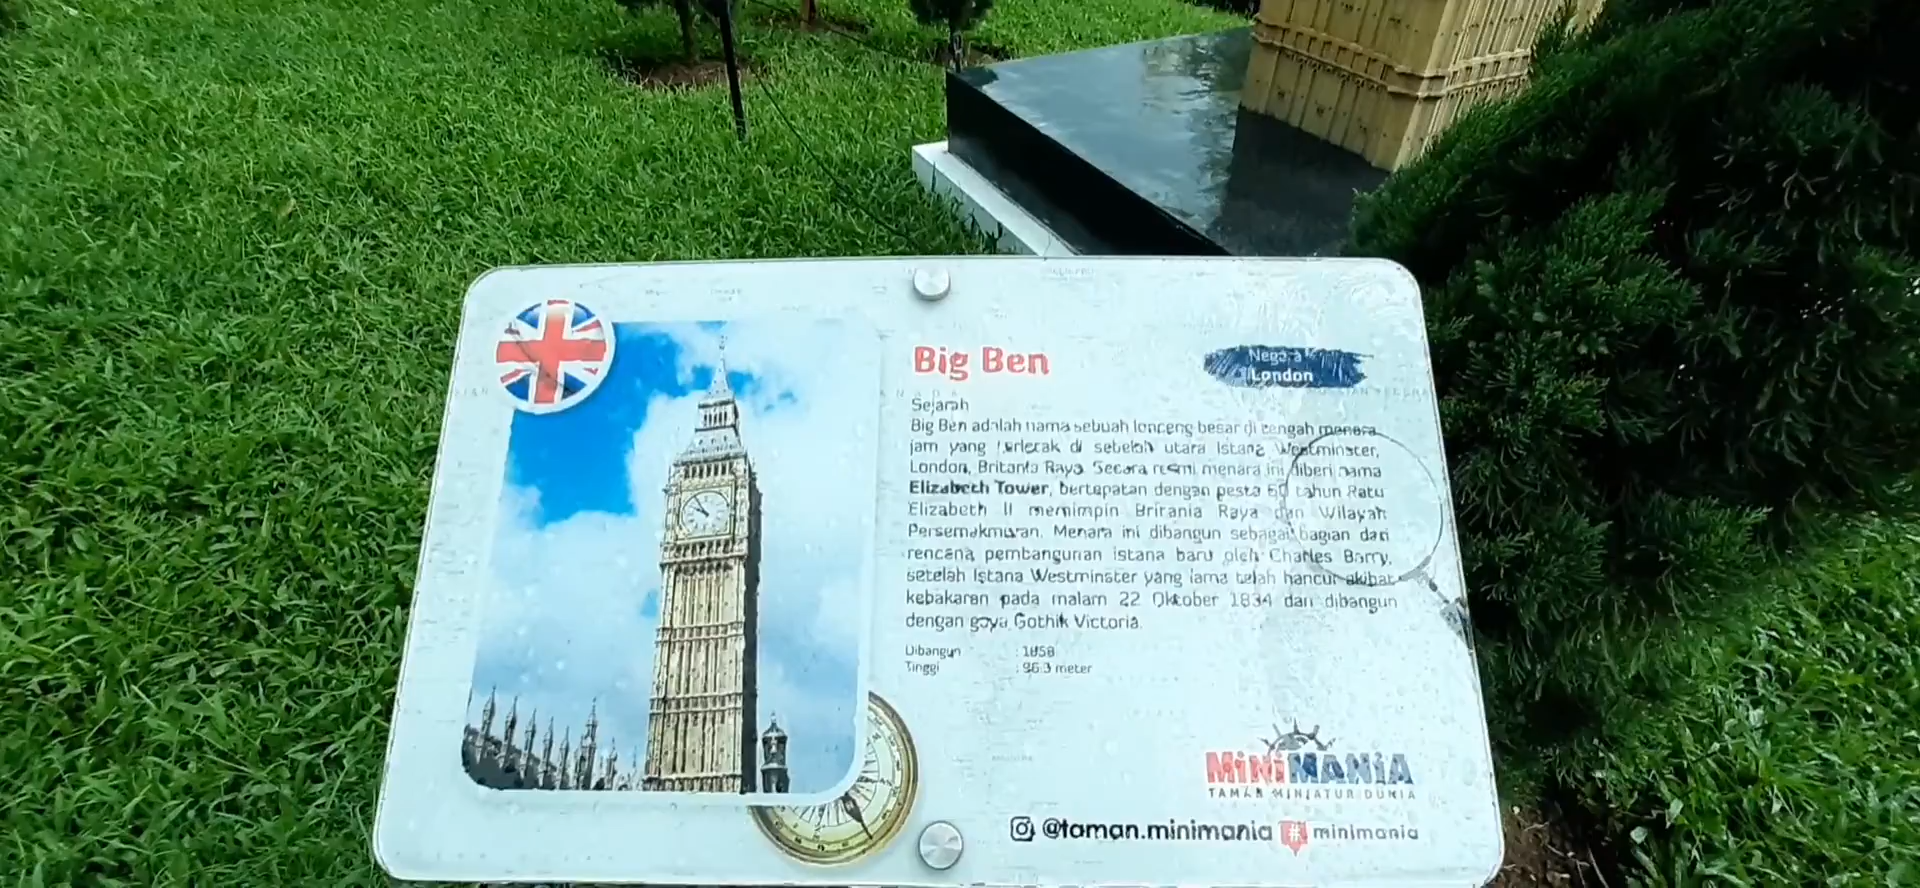 Big Ben
Negara
London
Sejarah
Big Ben adalah nama sebuah lonceng besar di tengah menara
jam yang terletak di sebelah utara Istana Westminster,
London, Britania Raya. Secara resmi menara ini diberi nama
Elizabeth Tower, bertepatan dengan pesta 60 tahun Ratu
Elizabeth II memimpin Britania Raya dan Wilayah
Persemakmuran. Menara ini dibangun sebagai bagian dari
rencana pembangunan istana baru oleh Charles Barry,
setelah Istana Westminster yang lama telah hancur akibat
kebakaran pada malam 22 Oktober 1834 dan dibangun
dengan gaya Gothik Victoria.
Dibangun : 1858
Tinggi : 96.3 meter
MiNiMANiA
TAMAN MINIATUR DUNIA
@taman.minimania # minimania